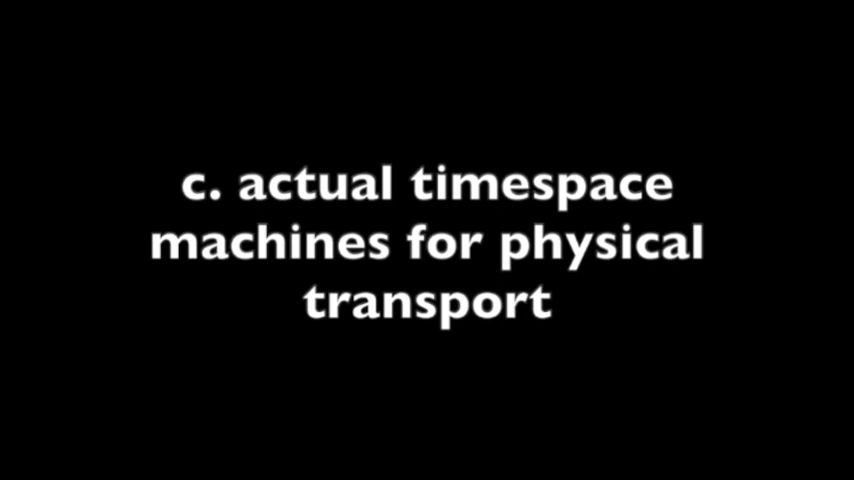 c. actual timespace
machines for physical
transport